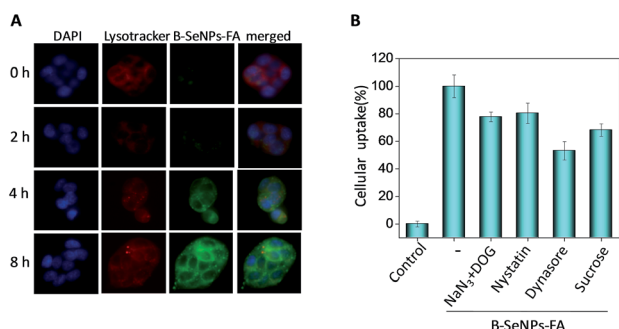 A
DAPI Lysotracker B-SeNPs-FA merged
0 h
2 h
4 h
8 h
B
Cellular uptake(%)
120
100
80
60
40
20
0
Control
-
NaN₃+DOG
Nystatin
Dynasore
Sucrose
B-SeNPs-FA